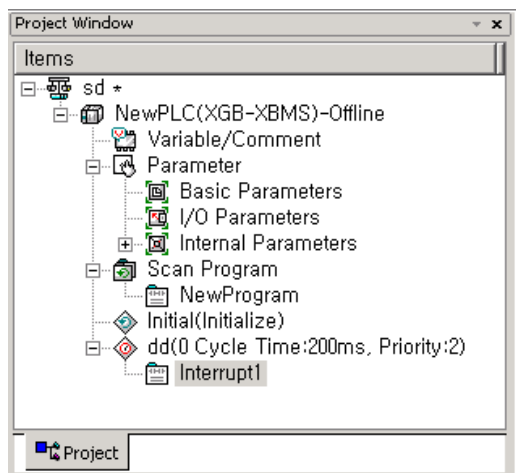 Project Window
Items
sd *
NewPLC(XGB-XBMS)-Offline
Variable/Comment
Parameter
Basic Parameters
I/O Parameters
Internal Parameters
Scan Program
NewProgram
Initial(Initialize)
dd(0 Cycle Time:200ms, Priority:2)
Interrupt1
Project